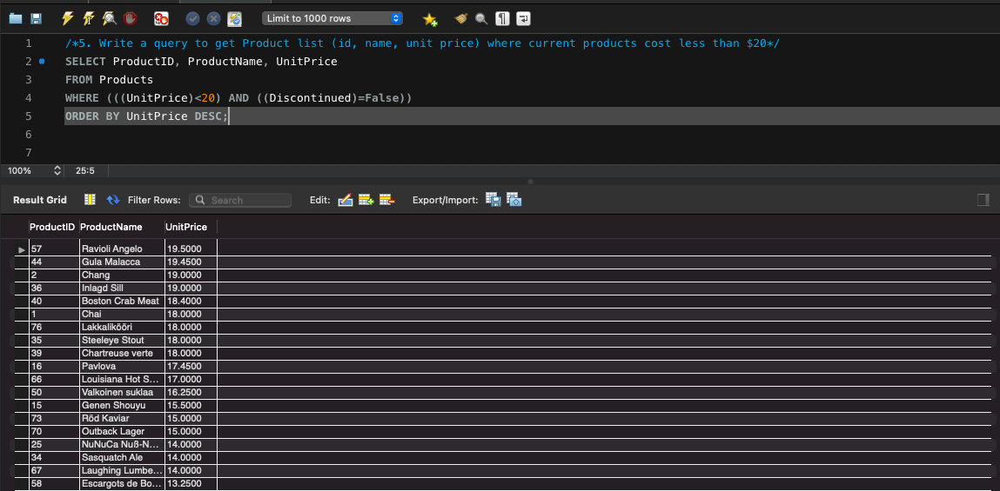 Limit to 1000 rows
1 /*5. Write a query to get Product list (id, name, unit price) where current products cost less than $20*/
2 SELECT ProductID, ProductName, UnitPrice
3 FROM Products
4 WHERE (((UnitPrice)<20) AND ((Discontinued)=False))
5 ORDER BY UnitPrice DESC;
6
7
100% 25:5
Result Grid Filter Rows: Search Edit: Export/Import:
ProductID ProductName UnitPrice
57 Ravioli Angelo 19.5000
44 Gula Malacca 19.4500
2 Chang 19.0000
36 Inlagd Sill 19.0000
40 Boston Crab Meat 18.4000
1 Chai 18.0000
76 Lakkalikööri 18.0000
35 Steeleye Stout 18.0000
39 Chartreuse verte 18.0000
16 Pavlova 17.4500
66 Louisiana Hot S... 17.0000
50 Valkoinen suklaa 16.2500
15 Genen Shouyu 15.5000
73 Röd Kaviar 15.0000
70 Outback Lager 15.0000
25 NuNuCa Nuß-N... 14.0000
34 Sasquatch Ale 14.0000
67 Laughing Lumbe... 14.0000
58 Escargots de Bo... 13.2500